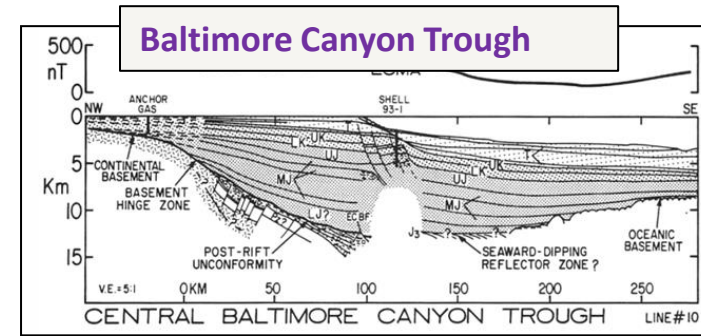 Baltimore Canyon Trough
500
nT
0
ANCHOR GAS
SHELL 93-1
NW
SE
0
5
Km
10
15
CONTINENTAL BASEMENT
BASEMENT HINGE ZONE
POST-RIFT UNCONFORMITY
SEAWARD-DIPPING REFLECTOR ZONE ?
OCEANIC BASEMENT
T
UK
LK
UJ
MJ
LJ?
ECBF
J3
?
?
T
UK
LK
UJ
MJ
V.E.=5:1
0 KM
50
100
150
200
250
CENTRAL BALTIMORE CANYON TROUGH
LINE#10